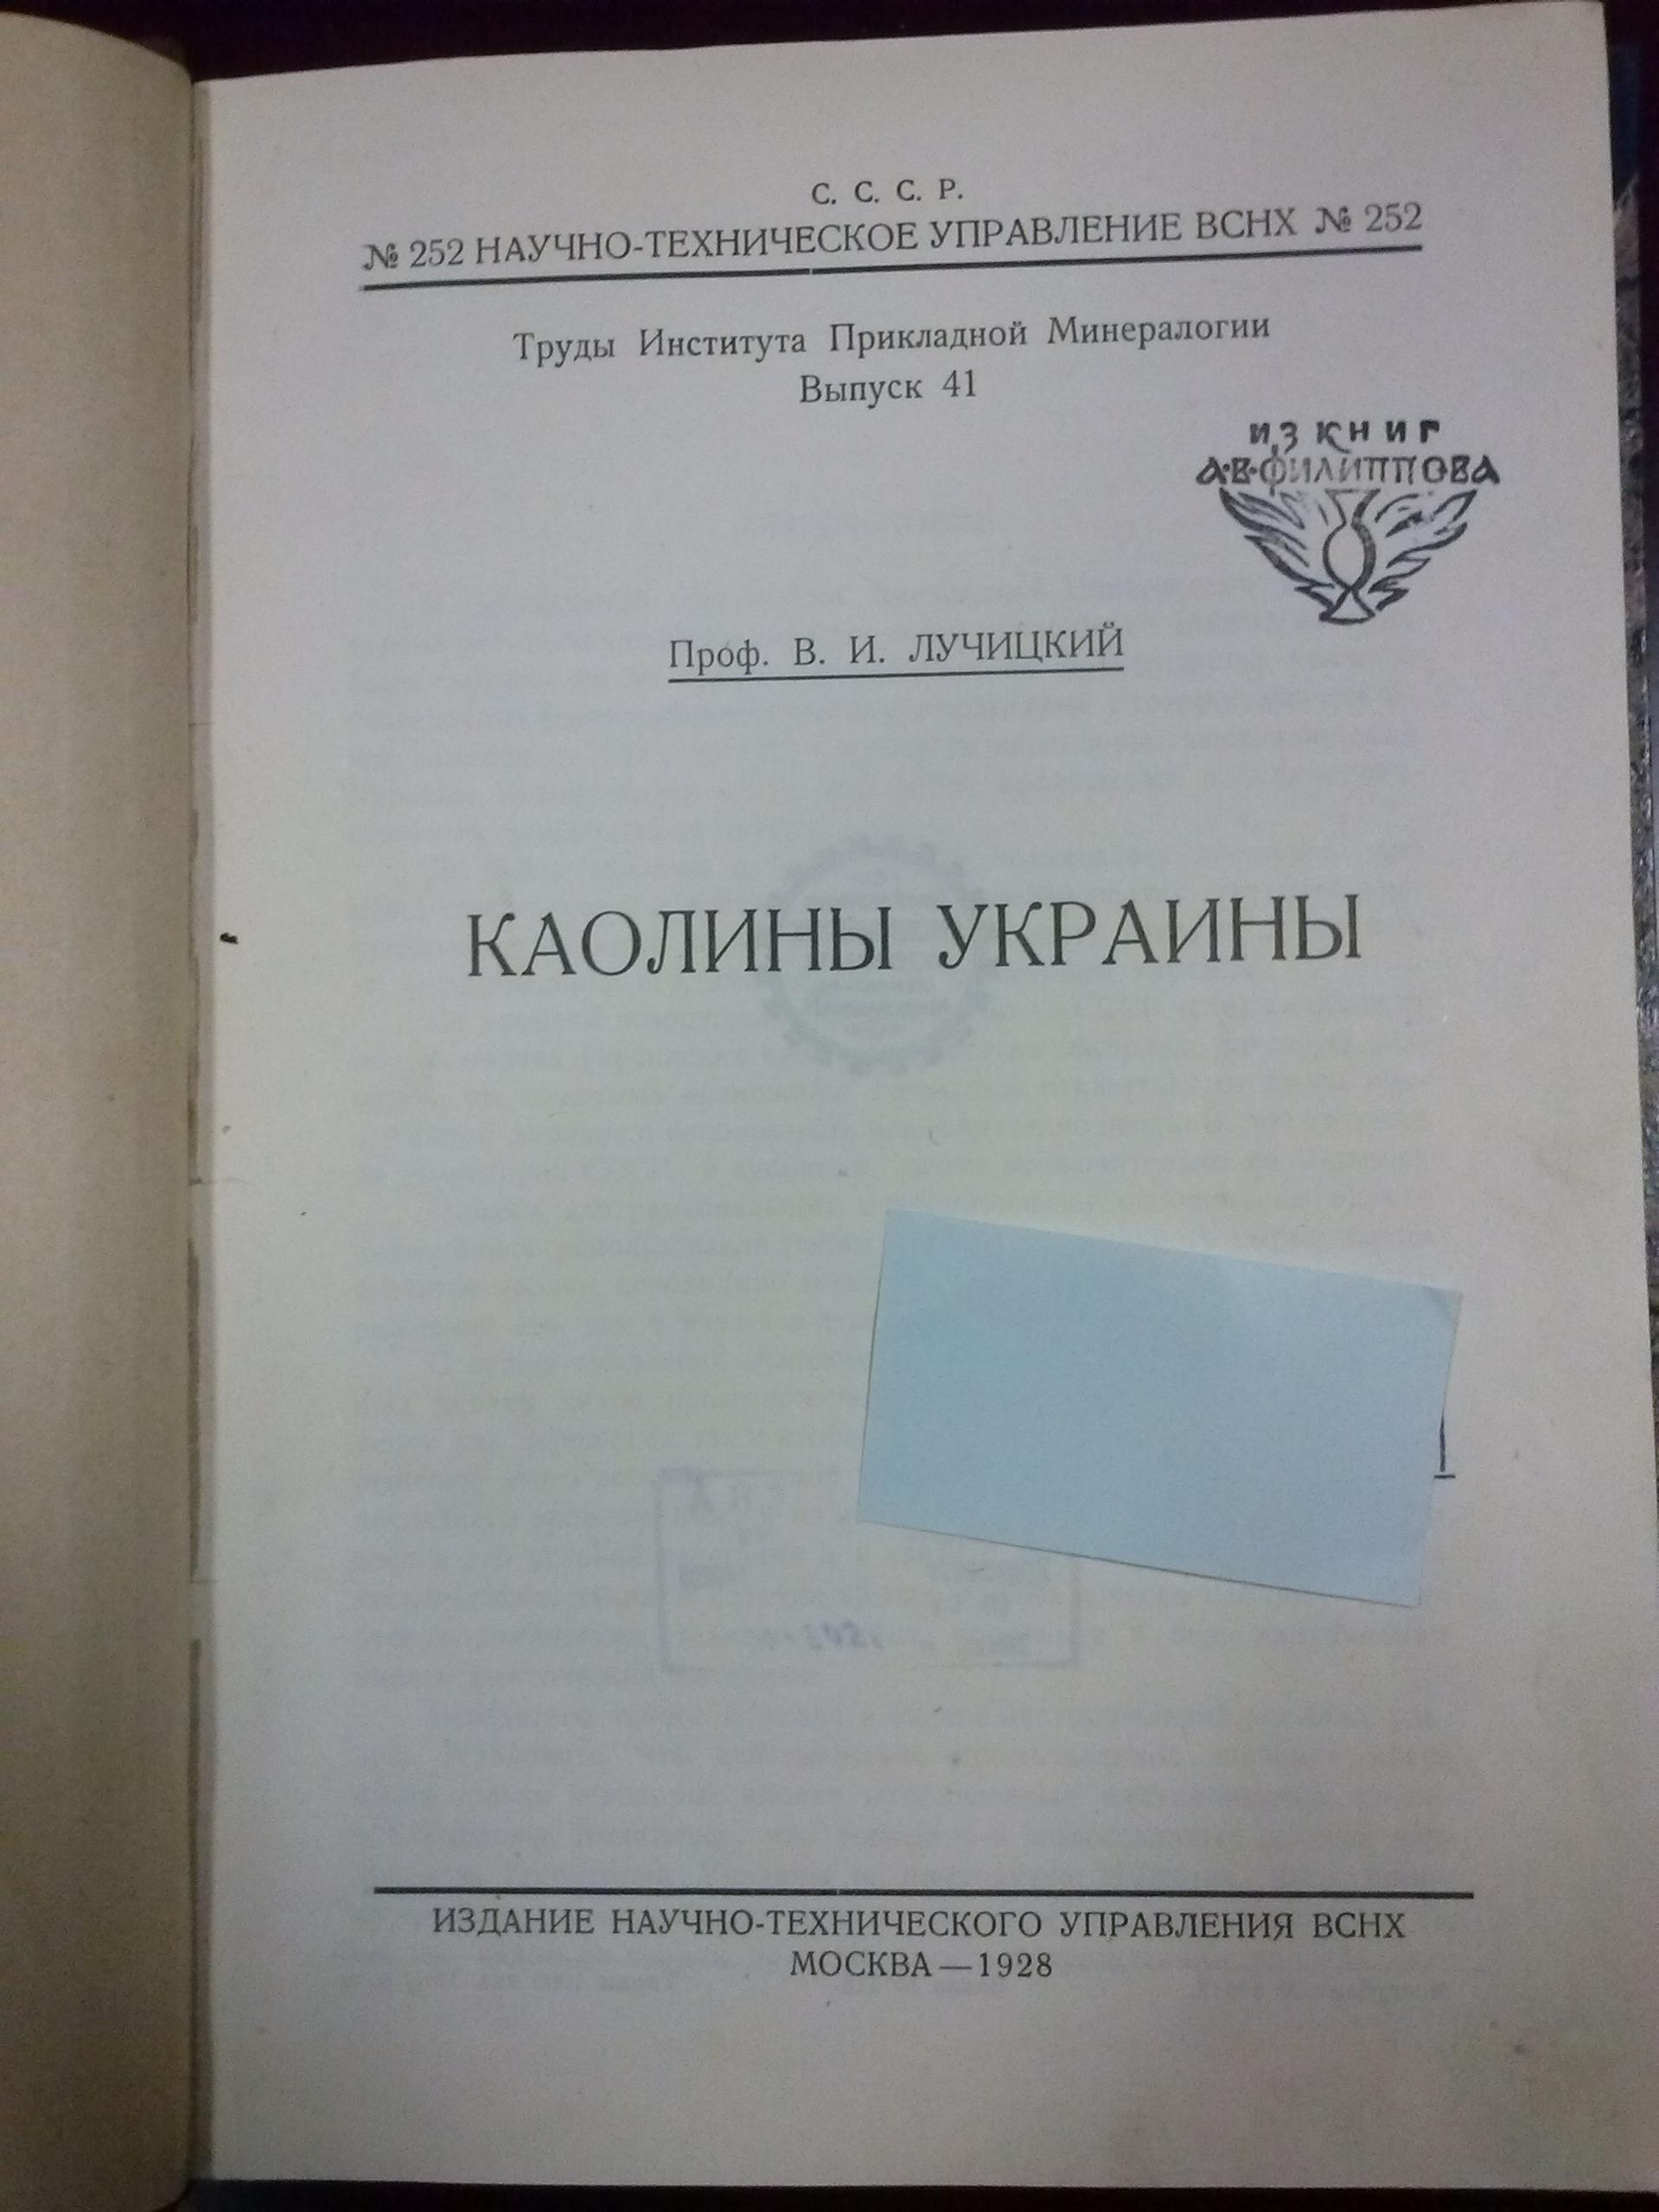 С. С. С. Р.
№ 252 НАУЧНО-ТЕХНИЧЕСКОЕ УПРАВЛЕНИЕ ВСНХ № 252
Труды Института Прикладной Минералогии
Выпуск 41
ИЗ КНИГ
А·В·ФИЛИППОВА
Проф. В. И. ЛУЧИЦКИЙ
КАОЛИНЫ УКРАИНЫ
ИЗДАНИЕ НАУЧНО-ТЕХНИЧЕСКОГО УПРАВЛЕНИЯ ВСНХ
МОСКВА — 1928